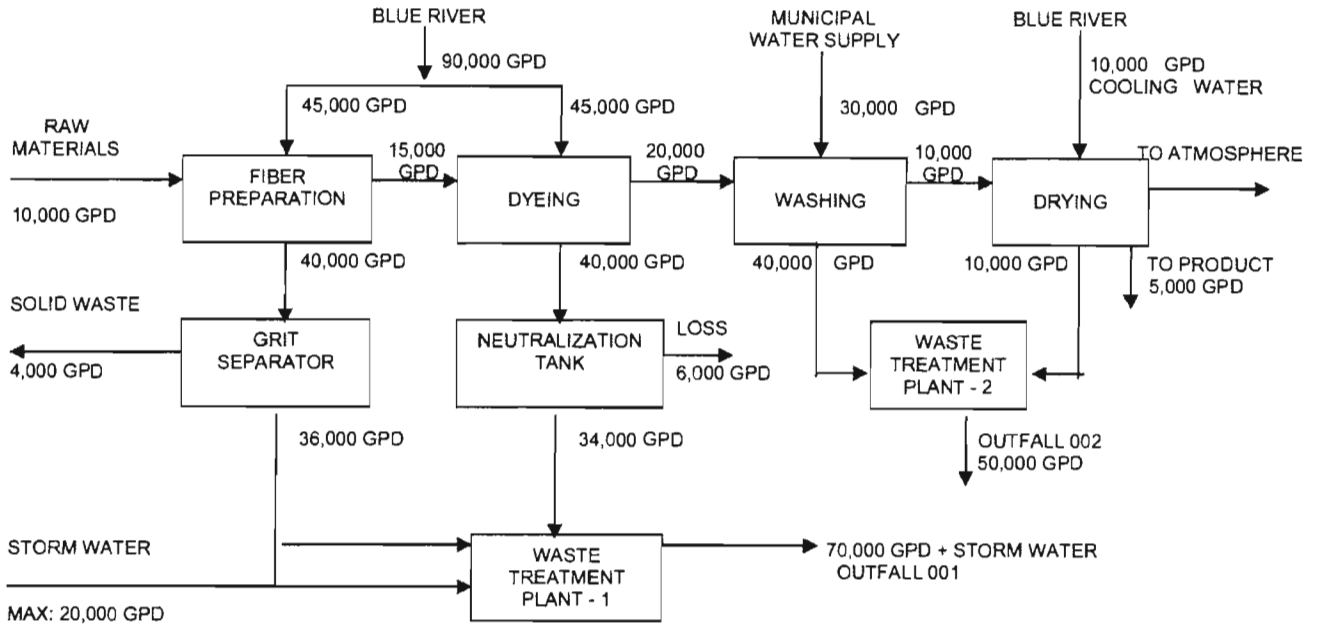 BLUE RIVER
90,000 GPD
45,000 GPD
45,000 GPD
MUNICIPAL
WATER SUPPLY
30,000 GPD
BLUE RIVER
10,000 GPD
COOLING WATER
RAW
MATERIALS
10,000 GPD
FIBER
PREPARATION
15,000
GPD
DYEING
20,000
GPD
WASHING
10,000
GPD
DRYING
TO ATMOSPHERE
40,000 GPD
40,000 GPD
40,000 GPD
10,000 GPD
TO PRODUCT
5,000 GPD
SOLID WASTE
4,000 GPD
GRIT
SEPARATOR
NEUTRALIZATION
TANK
LOSS
6,000 GPD
WASTE
TREATMENT
PLANT - 2
36,000 GPD
34,000 GPD
OUTFALL 002
50,000 GPD
STORM WATER
MAX: 20,000 GPD
WASTE
TREATMENT
PLANT - 1
70,000 GPD + STORM WATER
OUTFALL 001